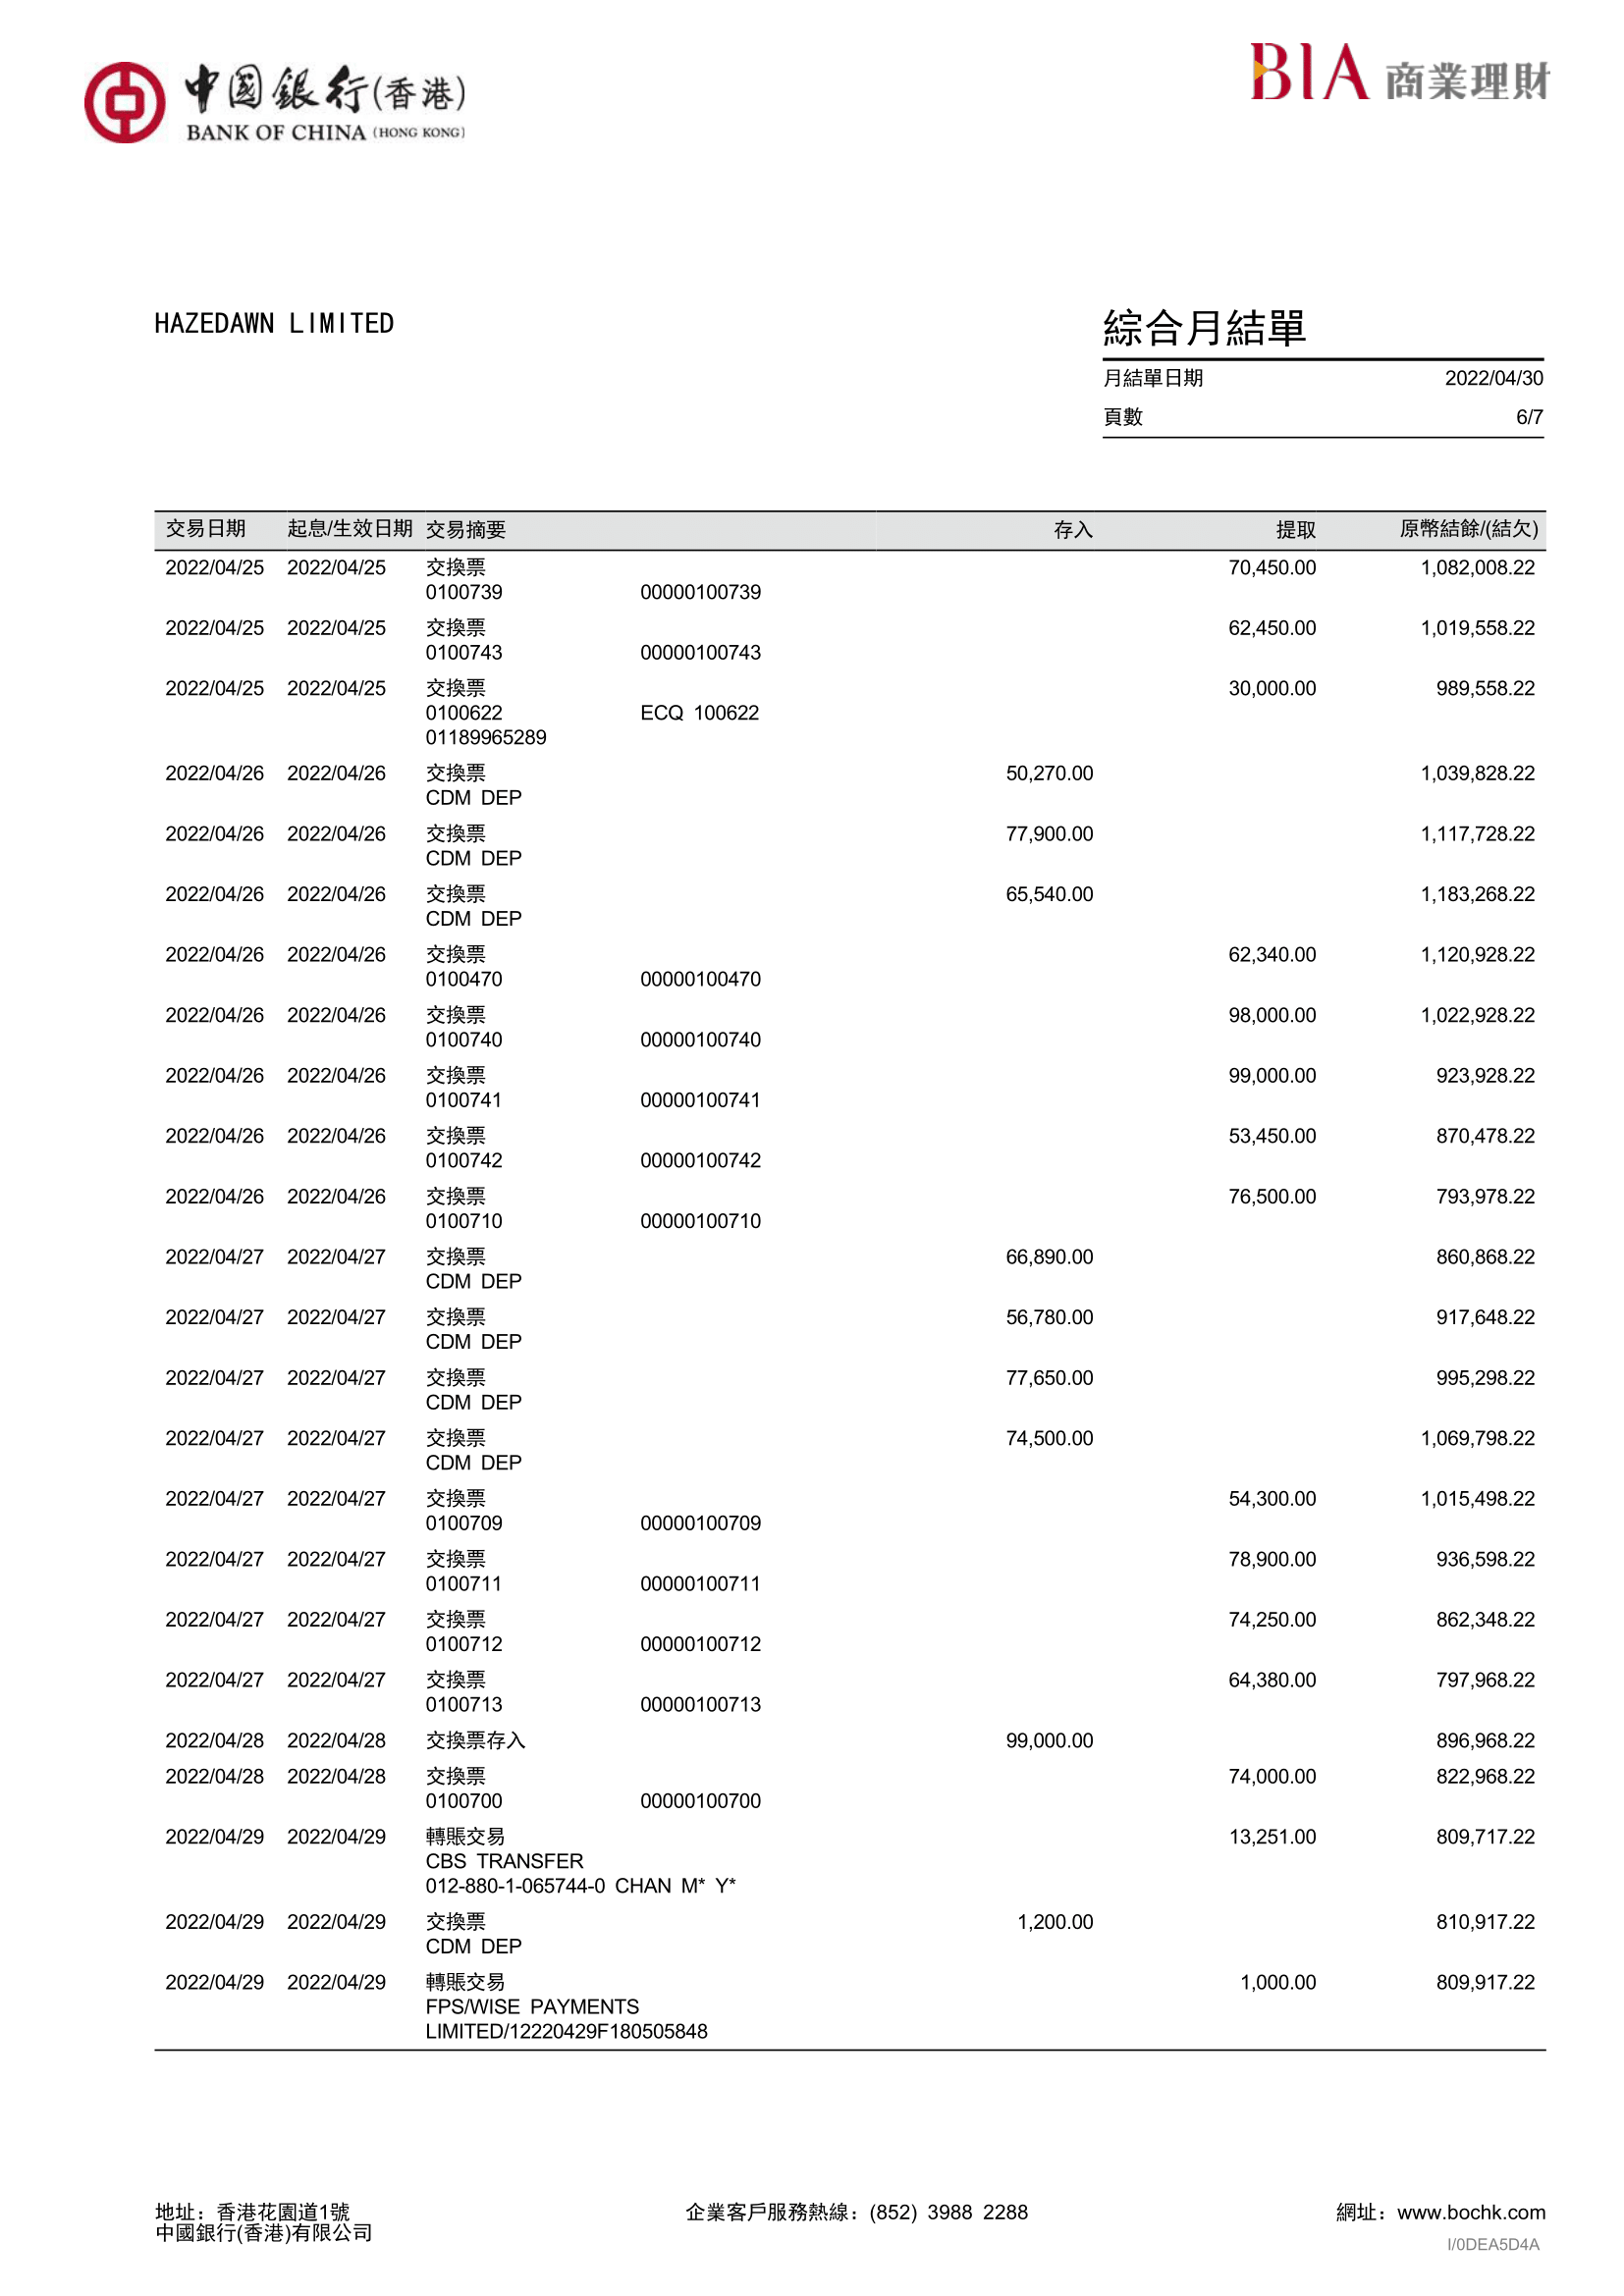 中國銀行(香港)
BANK OF CHINA (HONG KONG)
BIA 商業理財
HAZEDAWN LIMITED
綜合月結單
月結單日期 2022/04/30
頁數 6/7
交易日期 起息/生效日期 交易摘要 存入 提取 原幣結餘/(結欠)
2022/04/25 2022/04/25 交換票 70,450.00 1,082,008.22
0100739 00000100739
2022/04/25 2022/04/25 交換票 62,450.00 1,019,558.22
0100743 00000100743
2022/04/25 2022/04/25 交換票 30,000.00 989,558.22
0100622 ECQ 100622
01189965289
2022/04/26 2022/04/26 交換票 50,270.00 1,039,828.22
CDM DEP
2022/04/26 2022/04/26 交換票 77,900.00 1,117,728.22
CDM DEP
2022/04/26 2022/04/26 交換票 65,540.00 1,183,268.22
CDM DEP
2022/04/26 2022/04/26 交換票 62,340.00 1,120,928.22
0100470 00000100470
2022/04/26 2022/04/26 交換票 98,000.00 1,022,928.22
0100740 00000100740
2022/04/26 2022/04/26 交換票 99,000.00 923,928.22
0100741 00000100741
2022/04/26 2022/04/26 交換票 53,450.00 870,478.22
0100742 00000100742
2022/04/26 2022/04/26 交換票 76,500.00 793,978.22
0100710 00000100710
2022/04/27 2022/04/27 交換票 66,890.00 860,868.22
CDM DEP
2022/04/27 2022/04/27 交換票 56,780.00 917,648.22
CDM DEP
2022/04/27 2022/04/27 交換票 77,650.00 995,298.22
CDM DEP
2022/04/27 2022/04/27 交換票 74,500.00 1,069,798.22
CDM DEP
2022/04/27 2022/04/27 交換票 54,300.00 1,015,498.22
0100709 00000100709
2022/04/27 2022/04/27 交換票 78,900.00 936,598.22
0100711 00000100711
2022/04/27 2022/04/27 交換票 74,250.00 862,348.22
0100712 00000100712
2022/04/27 2022/04/27 交換票 64,380.00 797,968.22
0100713 00000100713
2022/04/28 2022/04/28 交換票存入 99,000.00 896,968.22
2022/04/28 2022/04/28 交換票 74,000.00 822,968.22
0100700 00000100700
2022/04/29 2022/04/29 轉賬交易 13,251.00 809,717.22
CBS TRANSFER
012-880-1-065744-0 CHAN M* Y*
2022/04/29 2022/04/29 交換票 1,200.00 810,917.22
CDM DEP
2022/04/29 2022/04/29 轉賬交易 1,000.00 809,917.22
FPS/WISE PAYMENTS
LIMITED/12220429F180505848
地址：香港花園道1號 企業客戶服務熱線：(852) 3988 2288 網址：www.bochk.com
中國銀行(香港)有限公司
I/0DEA5D4A